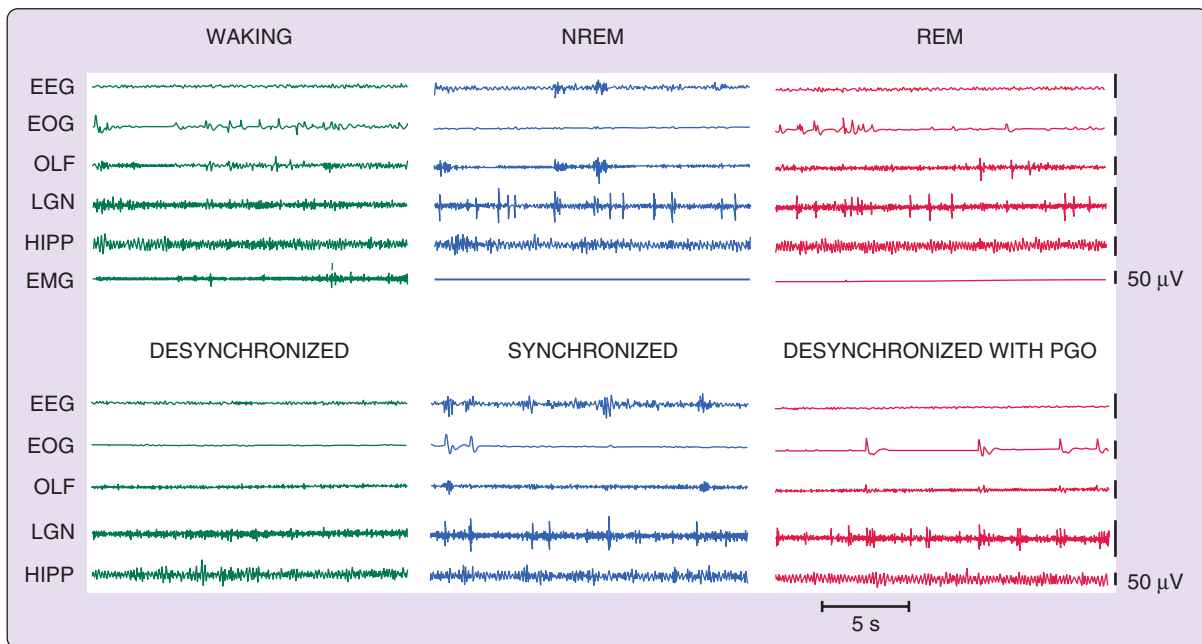 WAKING NREM REM
EEG
EOG
OLF
LGN
HIPP
EMG
50 μV
DESYNCHRONIZED SYNCHRONIZED DESYNCHRONIZED WITH PGO
EEG
EOG
OLF
LGN
HIPP
50 μV
5 s